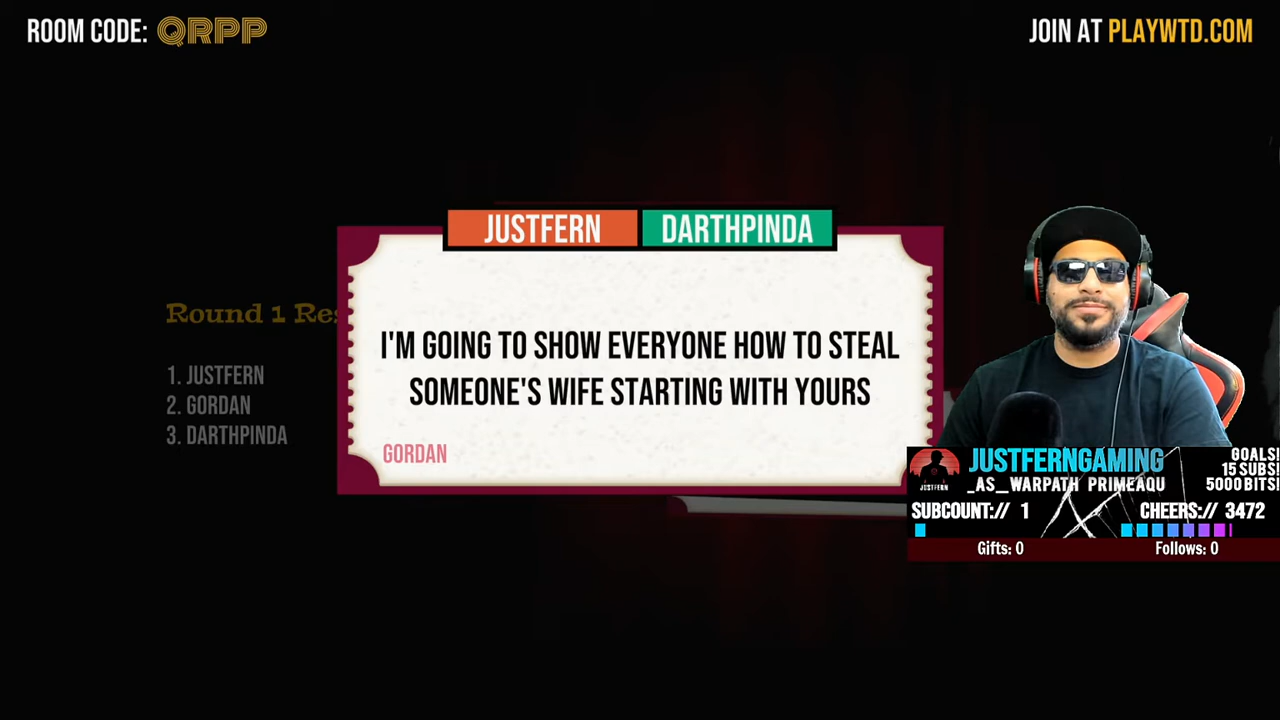 ROOM CODE: QRPP
JOIN AT PLAYWTD.COM
JUSTFERN DARTHPINDA
I'M GOING TO SHOW EVERYONE HOW TO STEAL
SOMEONE'S WIFE STARTING WITH YOURS
GORDAN
Round 1 Res
1. JUSTFERN
2. GORDAN
3. DARTHPINDA
JUSTFERN
JUSTFERNGAMING
_AS_WARPATH PRIMEAQU
GOALS!
15 SUBS!
5000 BITS!
SUBCOUNT:// 1
CHEERS:// 3472
Gifts: 0
Follows: 0